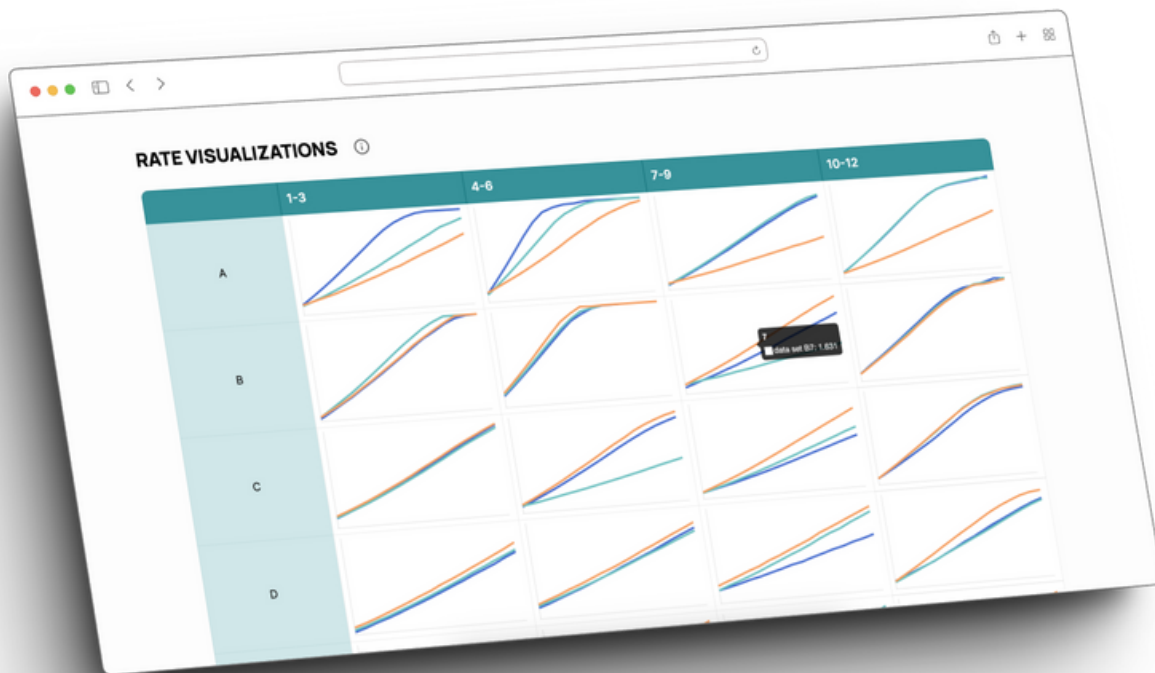 RATE VISUALIZATIONS
1-3 4-6 7-9 10-12
A
B
7
data set B7: 1.631
C
D